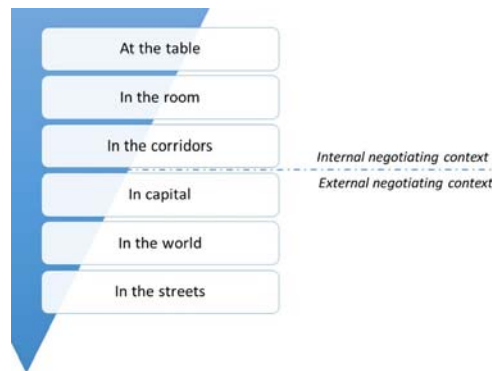 At the table
In the room
In the corridors
Internal negotiating context
External negotiating context
In capital
In the world
In the streets